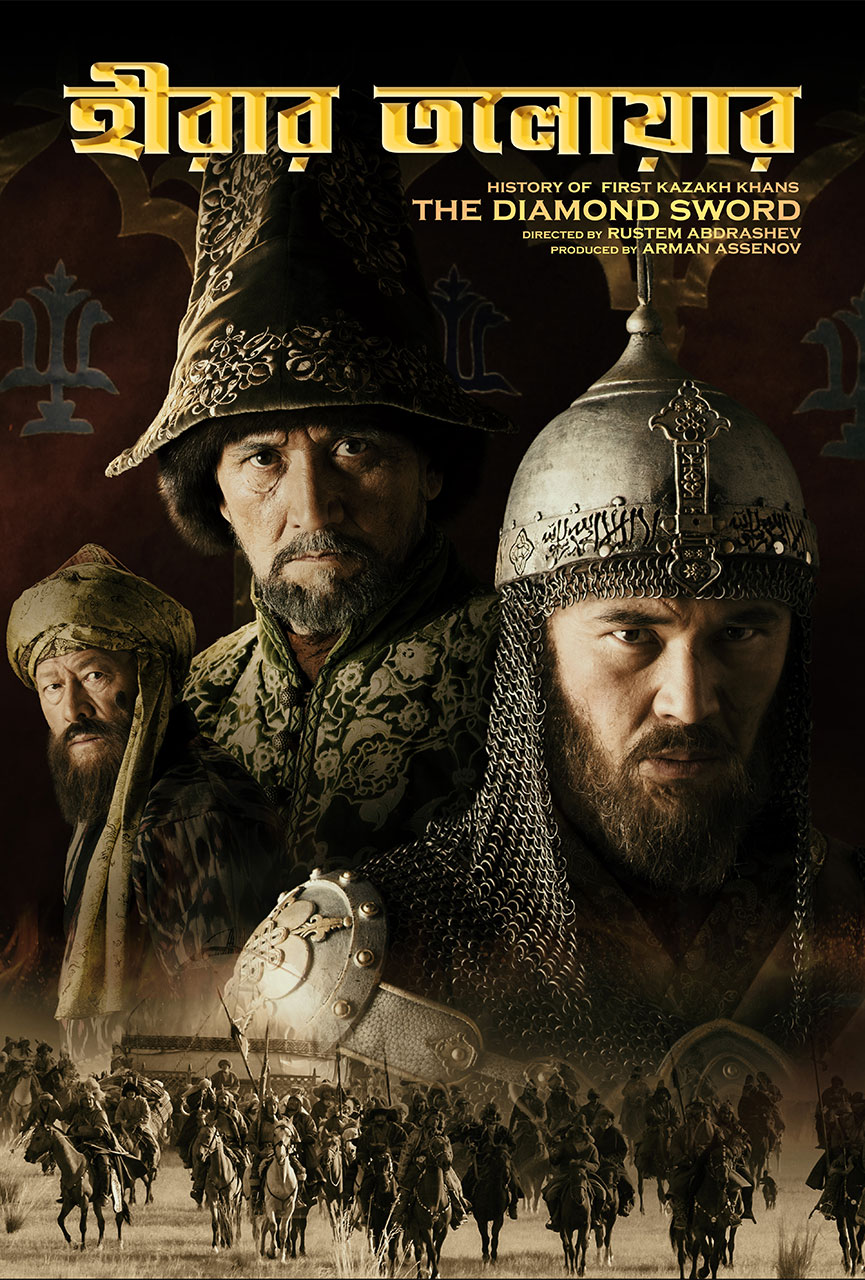 হীরার তলোয়ার
HISTORY OF FIRST KAZAKH KHANS
THE DIAMOND SWORD
DIRECTED BY RUSTEM ABDRASHEV
PRODUCED BY ARMAN ASSENOV